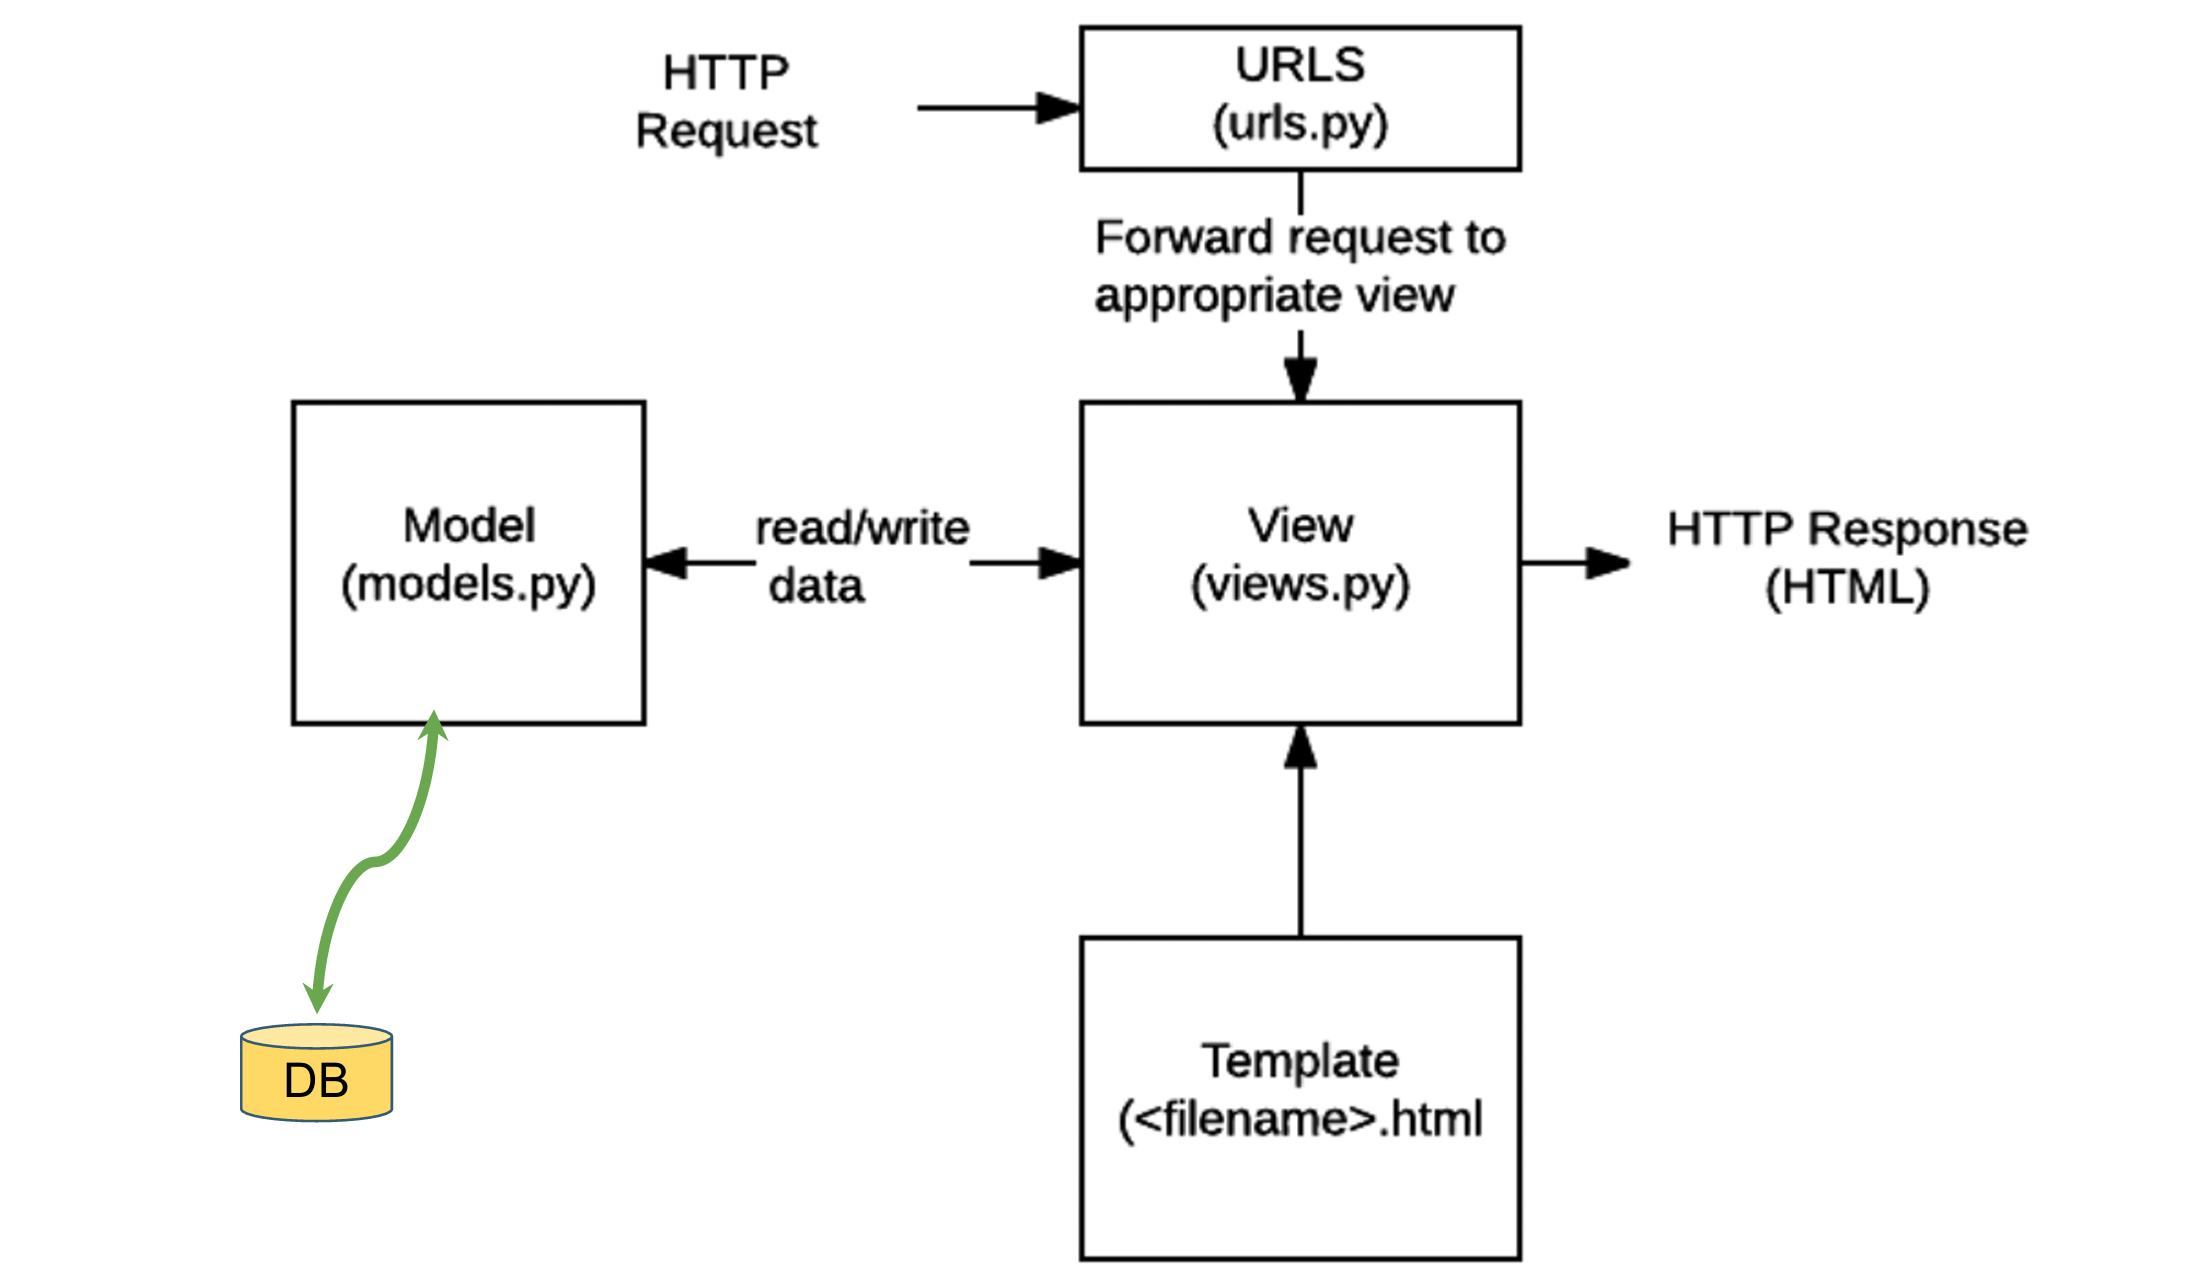 HTTP
Request
URLS
(urls.py)
Forward request to
appropriate view
Model
(models.py)
read/write
data
View
(views.py)
HTTP Response
(HTML)
DB
Template
(<filename>.html